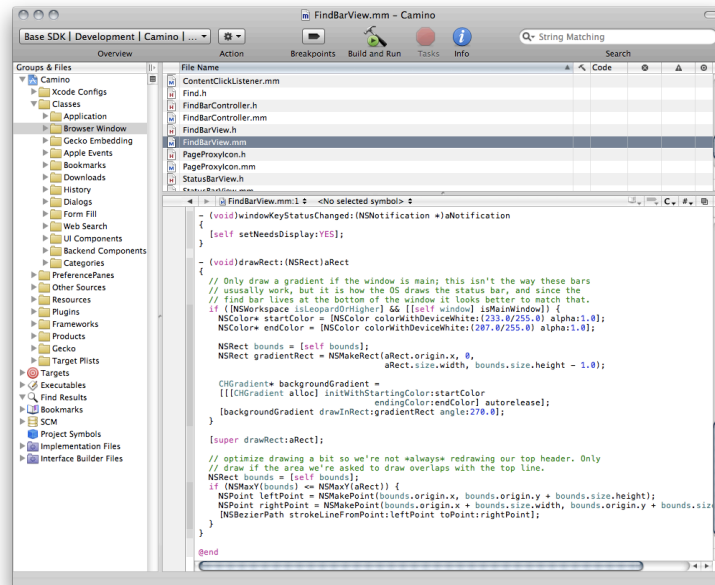 FindBarView.mm – Camino
Base SDK | Development | Camino | ...
Overview
Action
Breakpoints
Build and Run
Tasks
Info
String Matching
Search
Groups & Files
Camino
Xcode Configs
Classes
Application
Browser Window
Gecko Embedding
Apple Events
Bookmarks
Downloads
History
Dialogs
Form Fill
Web Search
UI Components
Backend Components
Categories
PreferencePanes
Other Sources
Resources
Plugins
Frameworks
Products
Gecko
Target Plists
Targets
Executables
Find Results
Bookmarks
SCM
Project Symbols
Implementation Files
Interface Builder Files
File Name
Code
ContentClickListener.mm
Find.h
FindBarController.h
FindBarController.mm
FindBarView.h
FindBarView.mm
PageProxyIcon.h
PageProxyIcon.mm
StatusBarView.h
StatusBarView.mm
FindBarView.mm:1
<No selected symbol>
C
#
- (void)windowKeyStatusChanged:(NSNotification *)aNotification
{
[self setNeedsDisplay:YES];
}
- (void)drawRect:(NSRect)aRect
{
// Only draw a gradient if the window is main; this isn't the way these bars
// ususally work, but it is how the OS draws the status bar, and since the
// find bar lives at the bottom of the window it looks better to match that.
if ([NSWorkspace isLeopardOrHigher] && [[self window] isMainWindow]) {
NSColor* startColor = [NSColor colorWithDeviceWhite:(233.0/255.0) alpha:1.0];
NSColor* endColor = [NSColor colorWithDeviceWhite:(207.0/255.0) alpha:1.0];
NSRect bounds = [self bounds];
NSRect gradientRect = NSMakeRect(aRect.origin.x, 0,
aRect.size.width, bounds.size.height - 1.0);
CHGradient* backgroundGradient =
[[[CHGradient alloc] initWithStartingColor:startColor
endingColor:endColor] autorelease];
[backgroundGradient drawInRect:gradientRect angle:270.0];
}
[super drawRect:aRect];
// optimize drawing a bit so we're not *always* redrawing our top header. Only
// draw if the area we're asked to draw overlaps with the top line.
NSRect bounds = [self bounds];
if (NSMaxY(bounds) <= NSMaxY(aRect)) {
NSPoint leftPoint = NSMakePoint(bounds.origin.x, bounds.origin.y + bounds.size.height);
NSPoint rightPoint = NSMakePoint(bounds.origin.x + bounds.size.width, bounds.origin.y + bounds.size
[NSBezierPath strokeLineFromPoint:leftPoint toPoint:rightPoint];
}
}
@end